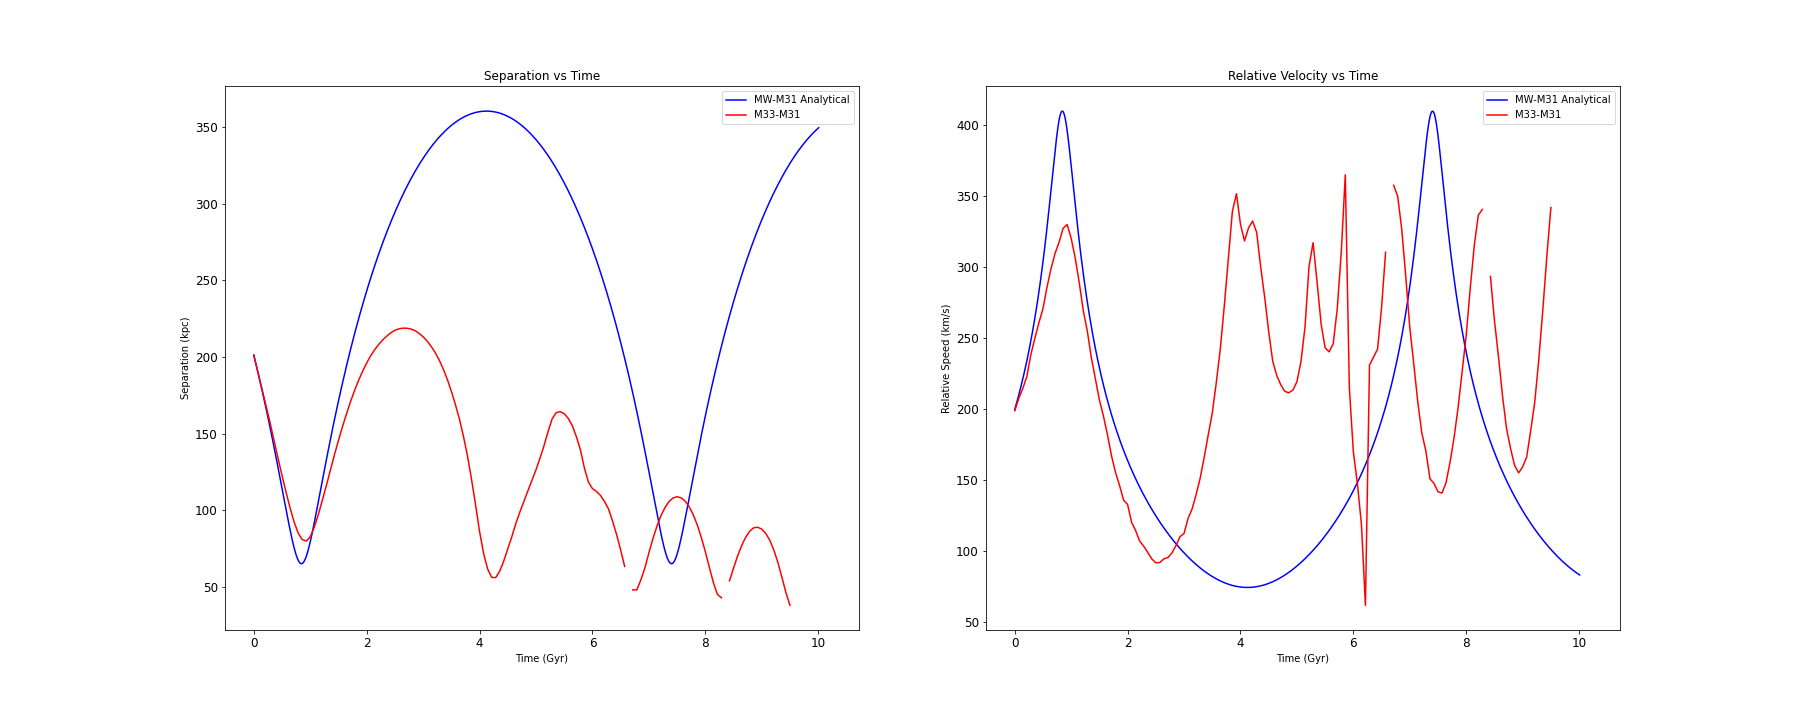 Separation vs Time
MW-M31 Analytical
M33-M31
Separation (kpc)
350
300
250
200
150
100
50
0 2 4 6 8 10
Time (Gyr)
Relative Velocity vs Time
MW-M31 Analytical
M33-M31
Relative Speed (km/s)
400
350
300
250
200
150
100
50
0 2 4 6 8 10
Time (Gyr)